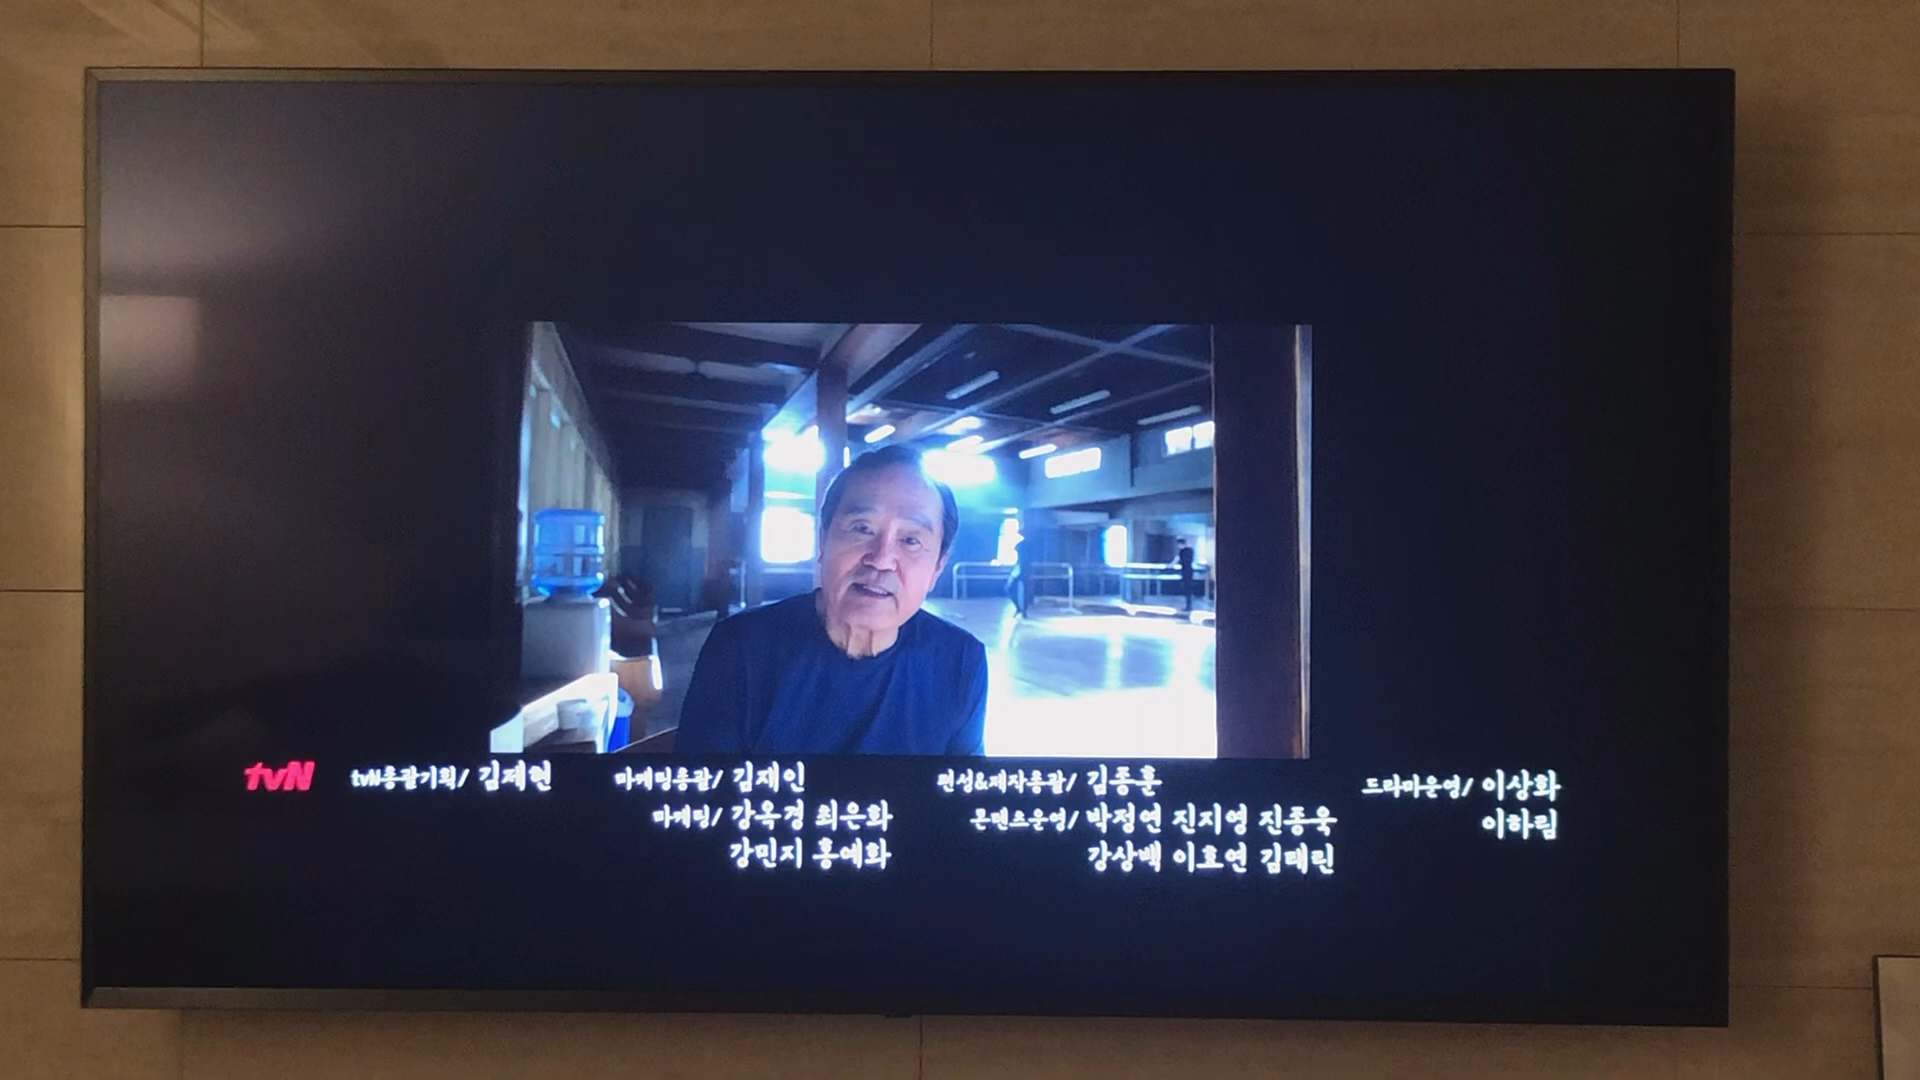 tvN tvN총괄기획/ 김제현 마케팅총괄/ 김재인 편성&제작총괄/ 김종훈 드라마운영/ 이상화
마케팅/ 강옥경 최은화 콘텐츠운영/ 박정연 진지영 진종욱 이하림
강민지 홍예화 강상백 이효연 김태린